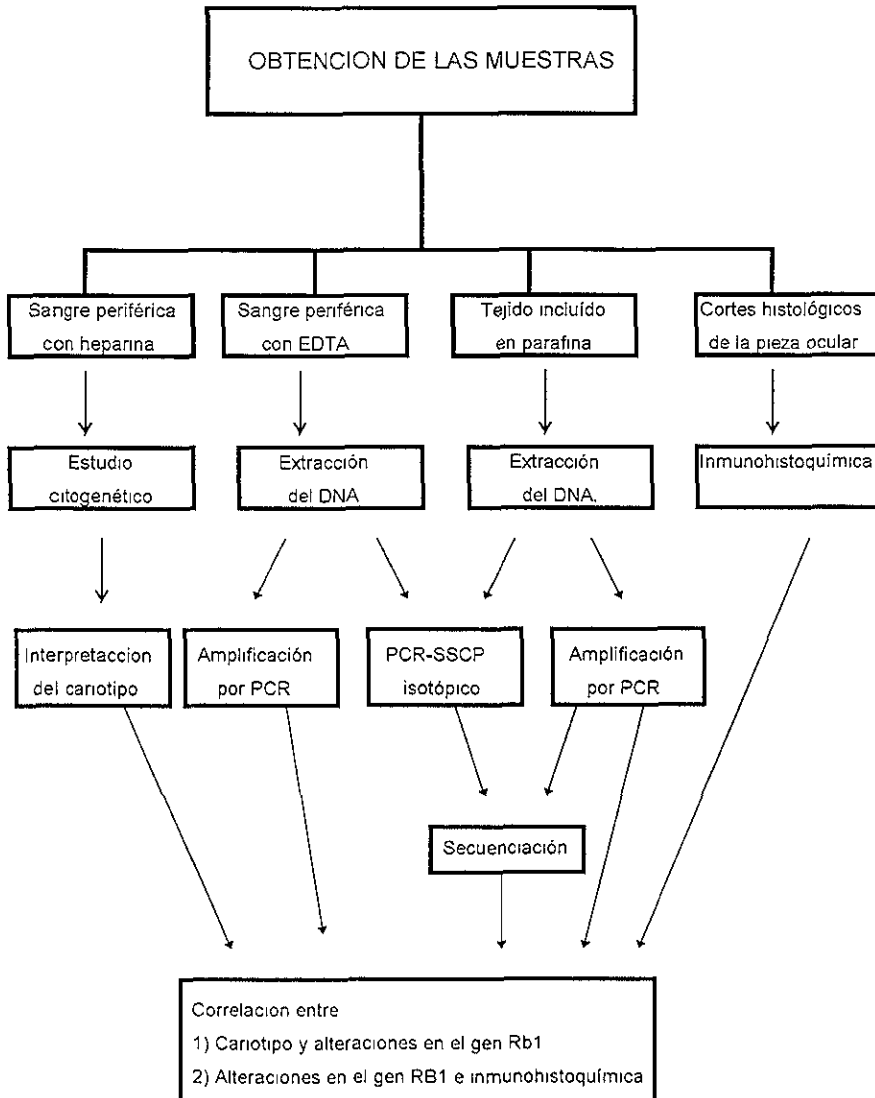 OBTENCION DE LAS MUESTRAS
Sangre periférica
con heparina
Sangre periférica
con EDTA
Tejido incluído
en parafina
Cortes histológicos
de la pieza ocular
Estudio
citogenético
Extracción
del DNA
Extracción
del DNA.
Inmunohistoquímica
Interpretaccion
del cariotipo
Amplificación
por PCR
PCR-SSCP
isotópico
Amplificación
por PCR
Secuenciación
Correlacion entre
1) Cariotipo y alteraciones en el gen Rb1
2) Alteraciones en el gen RB1 e inmunohistoquímica